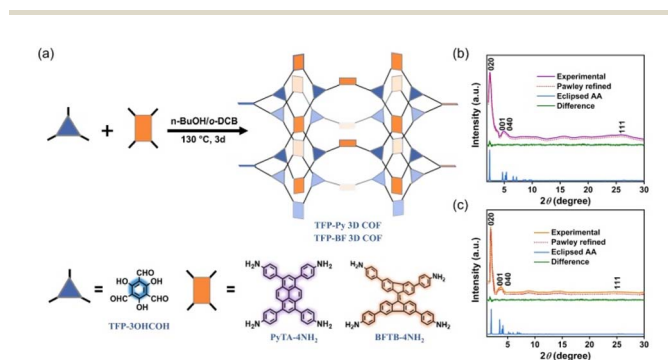 (a)
n-BuOH/o-DCB
130 °C, 3d
TFP-Py 3D COF
TFP-BF 3D COF
CHO
HO
OH
OHC
CHO
OH
TFP-3OHCOH
H₂N
NH₂
H₂N
NH₂
PyTA-4NH₂
H₂N
NH₂
H₂N
NH₂
BFTB-4NH₂
(b)
Intensity (a.u.)
020
001
040
111
Experimental
Pawley refined
Eclipsed AA
Difference
5 10 15 20 25 30
2θ (degree)
(c)
Intensity (a.u.)
020
001
040
111
Experimental
Pawley refined
Eclipsed AA
Difference
5 10 15 20 25 30
2θ (degree)